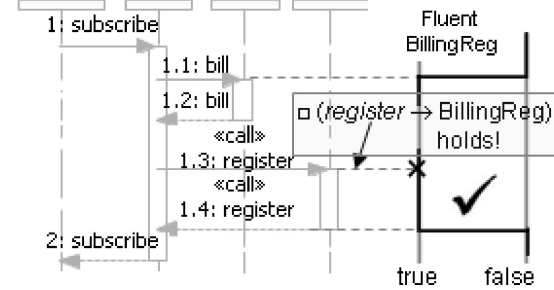 1: subscribe
Fluent
BillingReg
1.1: bill
1.2: bill
□ (register → BillingReg)
holds!
«call»
1.3: register
«call»
1.4: register
2: subscribe
true false